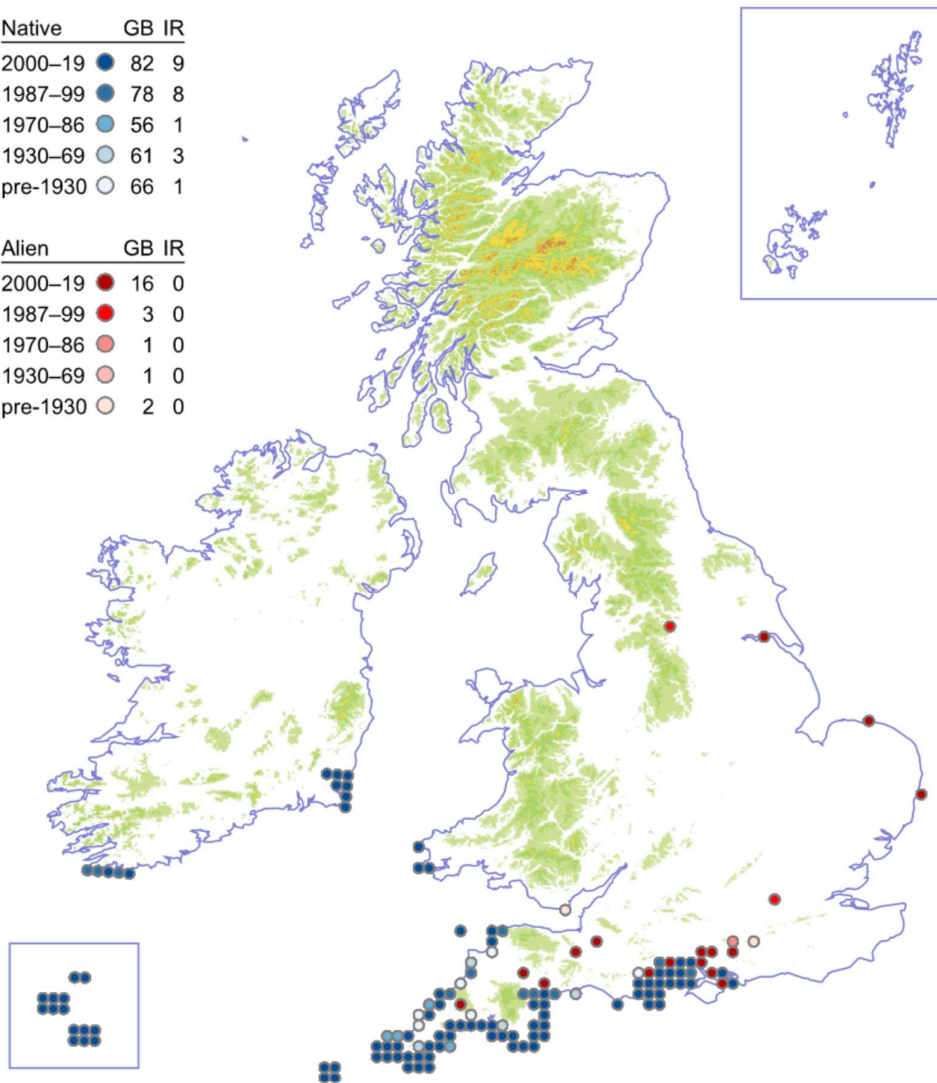 Native GB IR
2000–19 82 9
1987–99 78 8
1970–86 56 1
1930–69 61 3
pre-1930 66 1
Alien GB IR
2000–19 16 0
1987–99 3 0
1970–86 1 0
1930–69 1 0
pre-1930 2 0